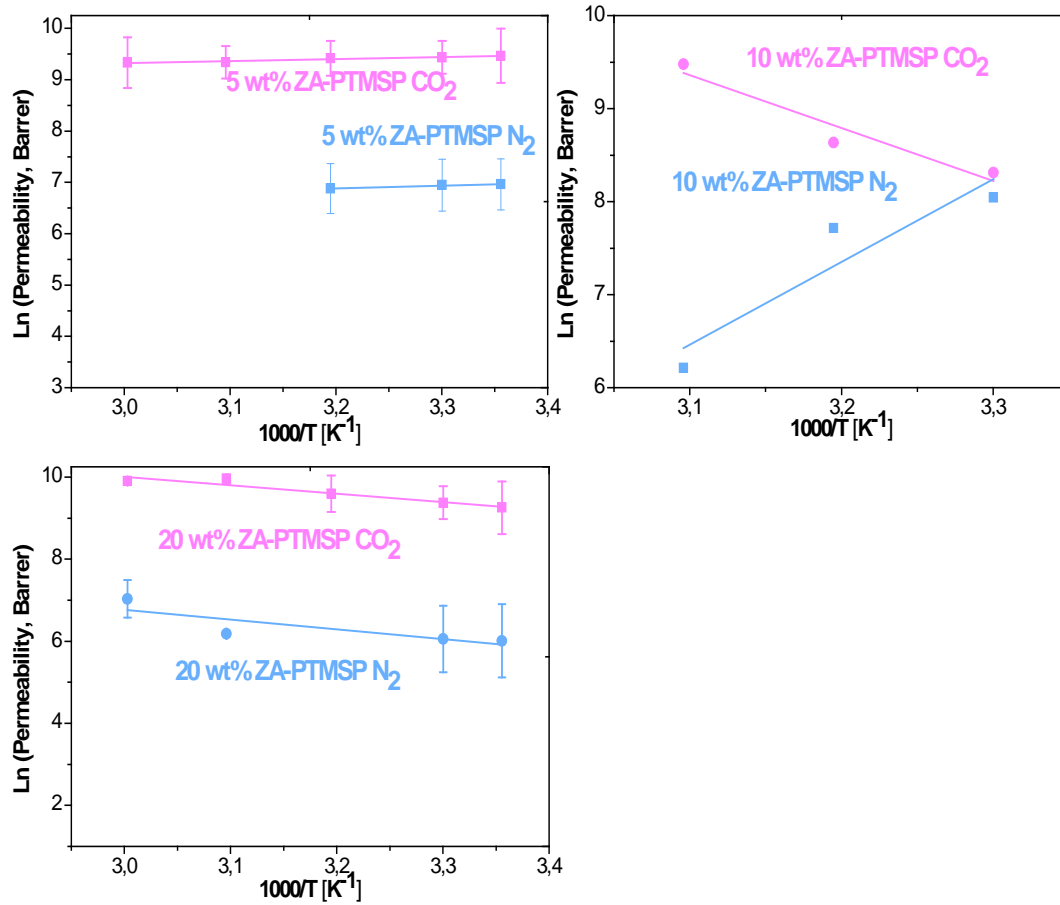 Ln (Permeability, Barrer)
10
9
8
7
6
5
4
3
5 wt% ZA-PTMSP CO2
5 wt% ZA-PTMSP N2
3,0 3,1 3,2 3,3 3,4
1000/T [K-1]
Ln (Permeability, Barrer)
10
9
8
7
6
10 wt% ZA-PTMSP CO2
10 wt% ZA-PTMSP N2
3,1 3,2 3,3
1000/T [K-1]
Ln (Permeability, Barrer)
10
8
6
4
2
20 wt% ZA-PTMSP CO2
20 wt% ZA-PTMSP N2
3,0 3,1 3,2 3,3 3,4
1000/T [K-1]